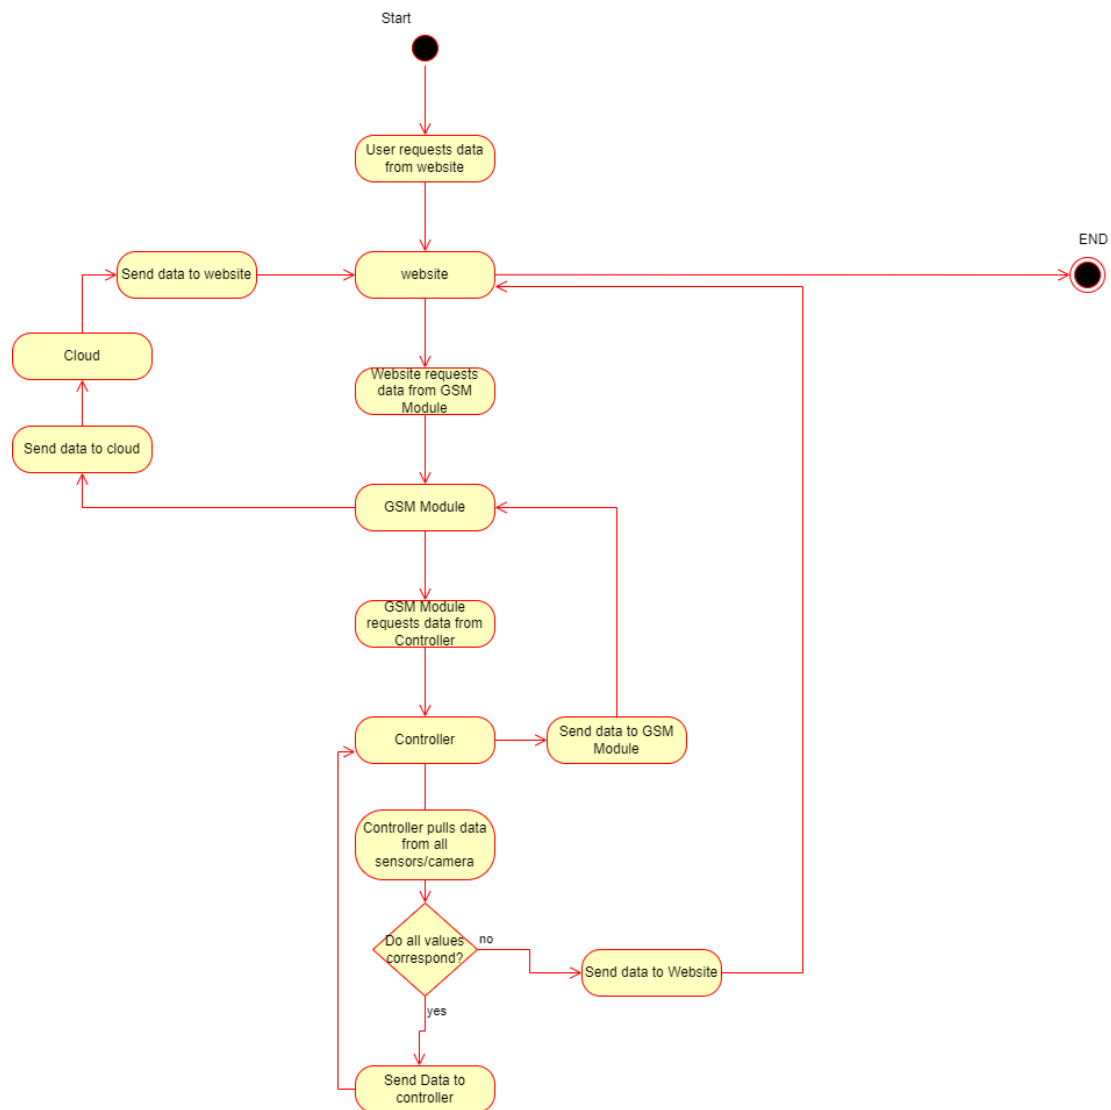 Start
User requests data
from website
END
Send data to website
website
Cloud
Website requests
data from GSM
Module
Send data to cloud
GSM Module
GSM Module
requests data from
Controller
Controller
Send data to GSM
Module
Controller pulls data
from all
sensors/camera
Do all values
correspond?
no
Send data to Website
yes
Send Data to
controller